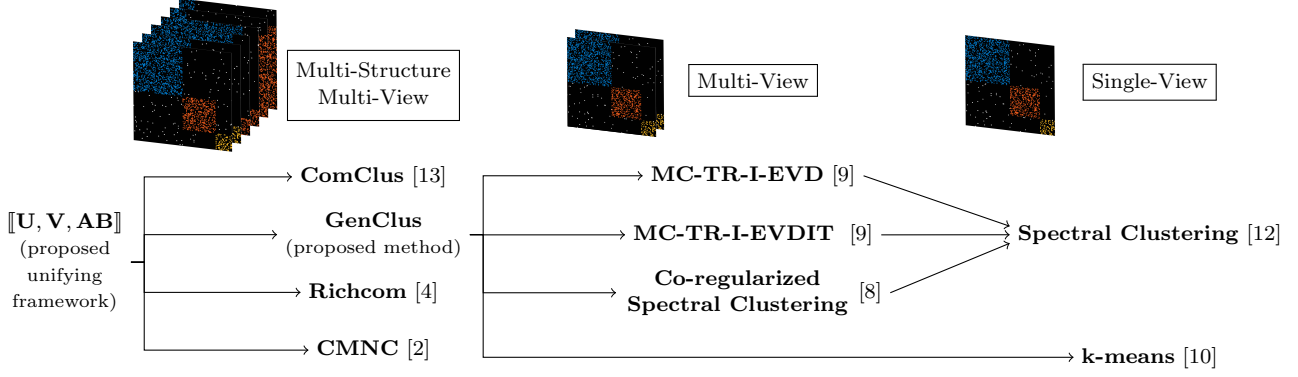 Multi-Structure
Multi-View
Multi-View
Single-View
⟦U, V, AB⟧
(proposed
unifying
framework)
ComClus [13]
GenClus
(proposed method)
Richcom [4]
CMNC [2]
MC-TR-I-EVD [9]
MC-TR-I-EVDIT [9]
Co-regularized
Spectral Clustering [8]
Spectral Clustering [12]
k-means [10]